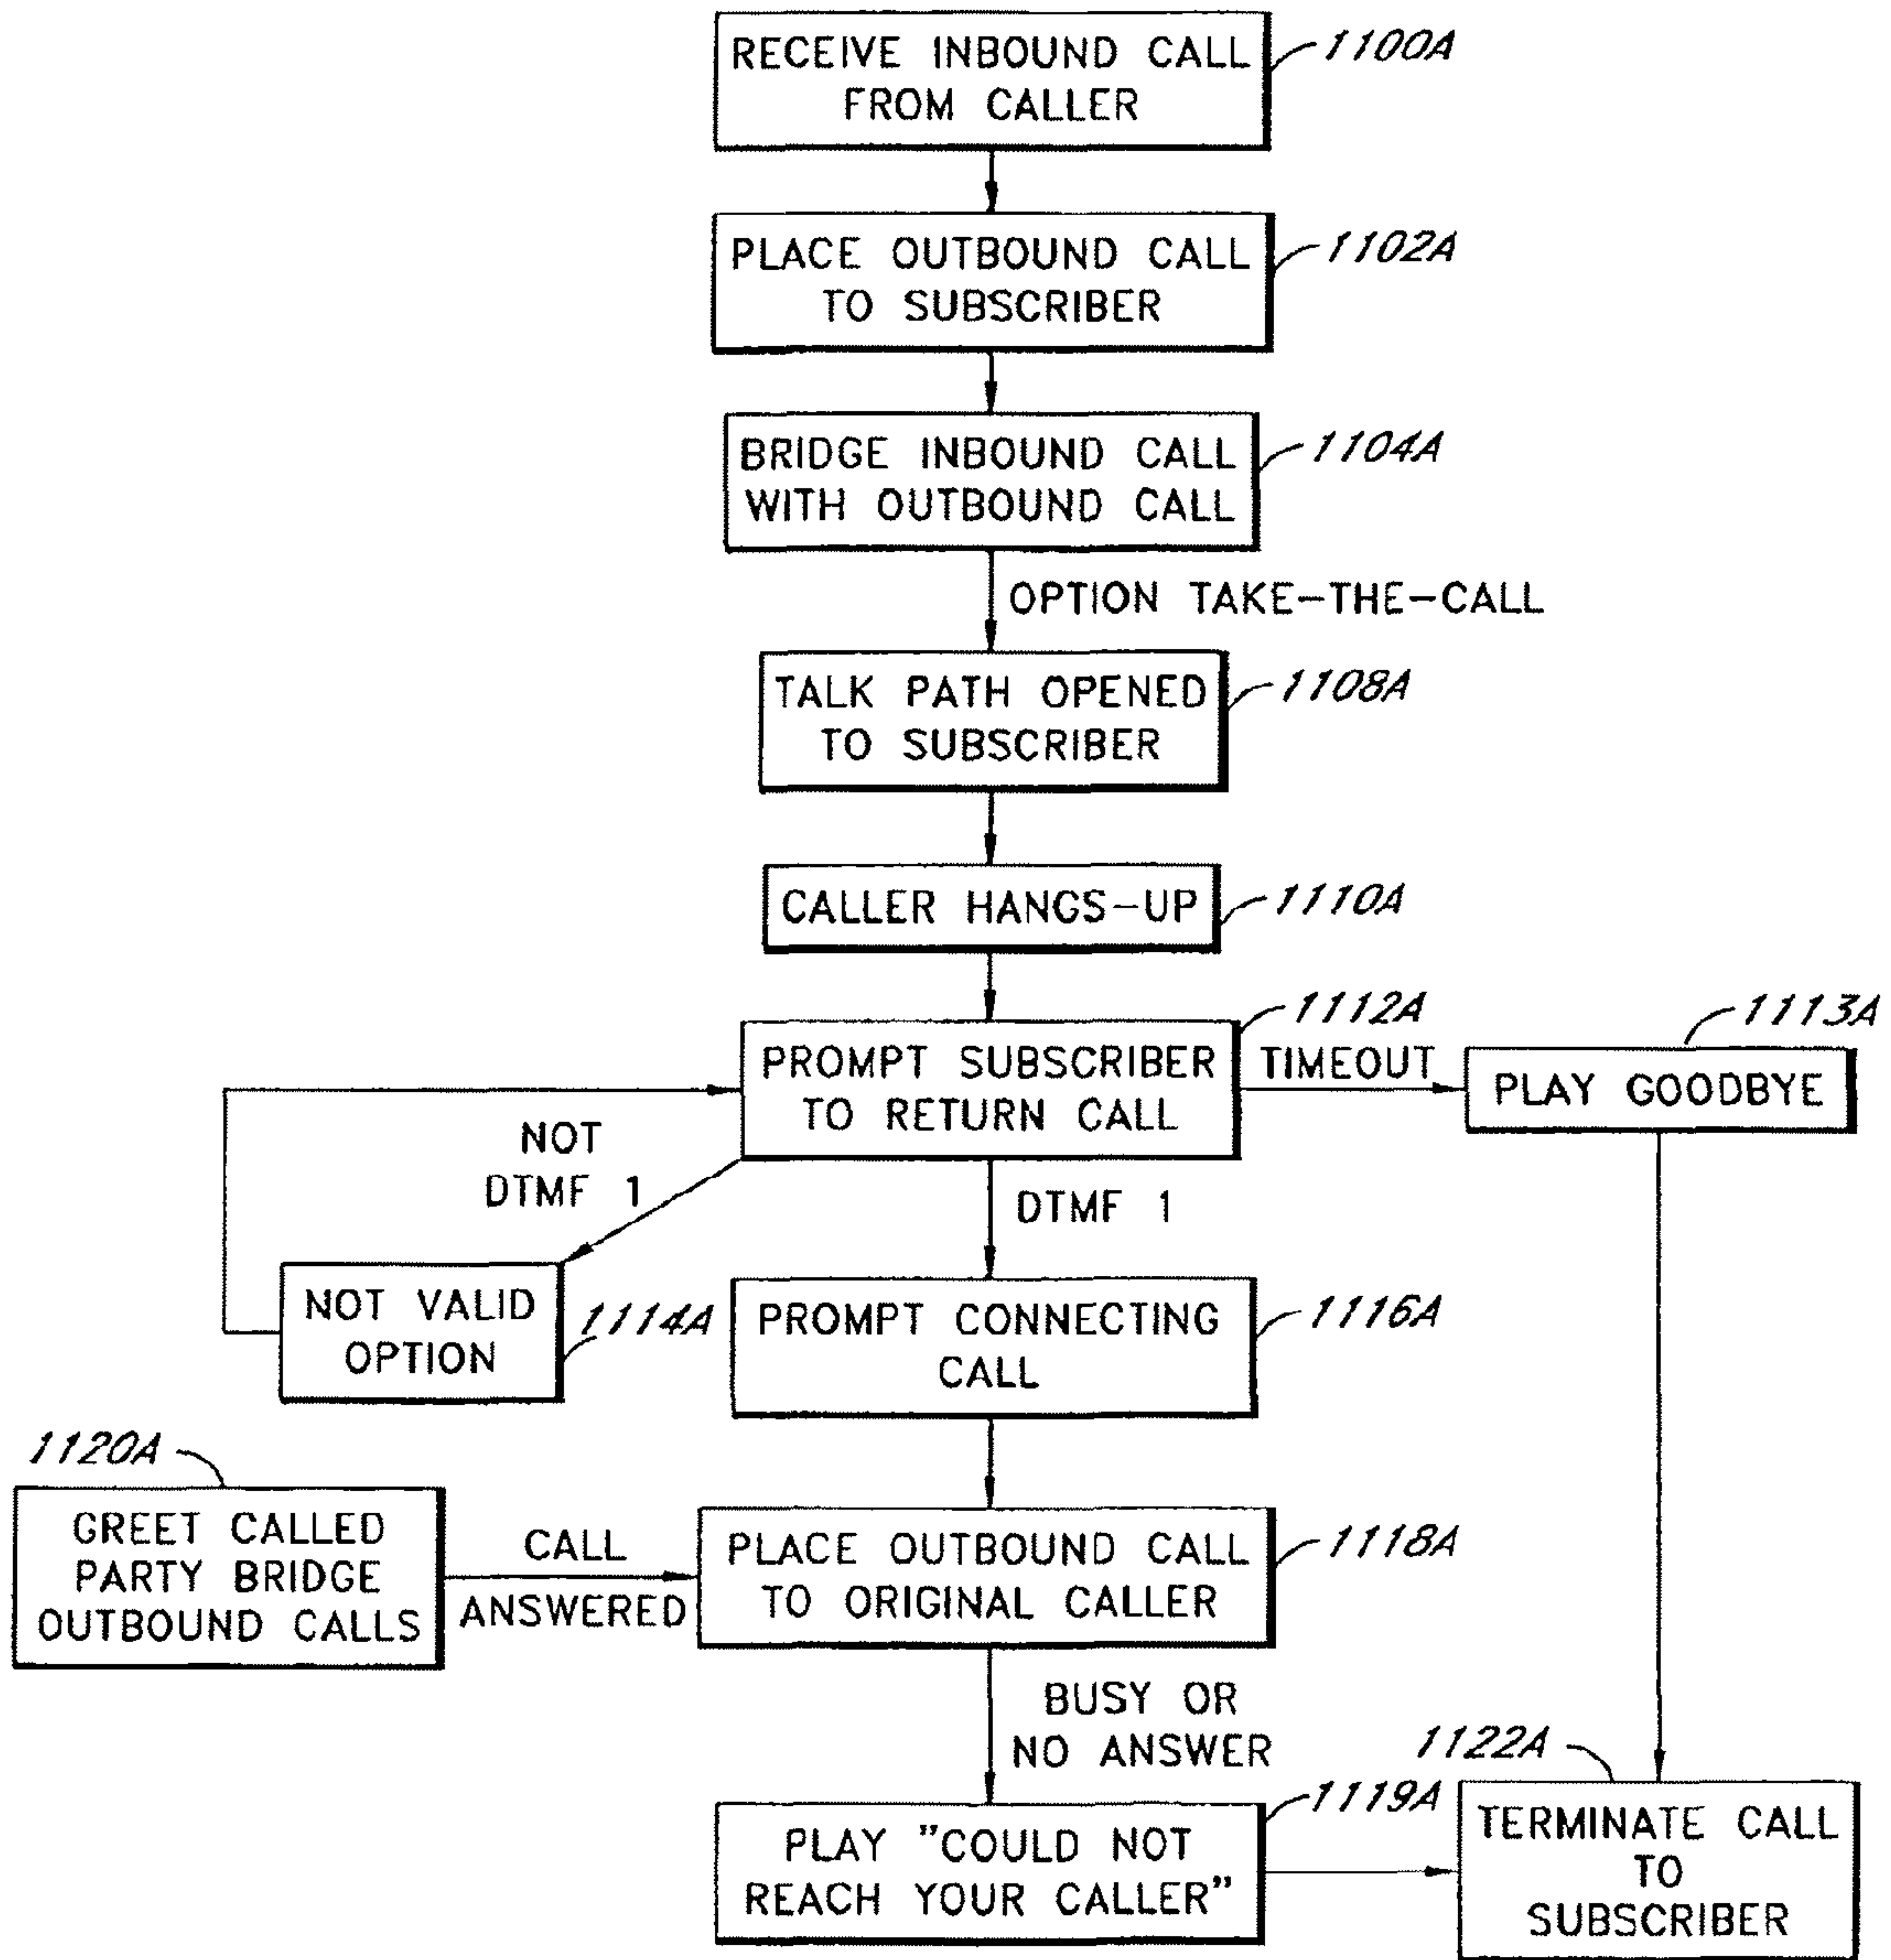 RECEIVE INBOUND CALL
FROM CALLER
1100A
PLACE OUTBOUND CALL
TO SUBSCRIBER
1102A
BRIDGE INBOUND CALL
WITH OUTBOUND CALL
1104A
OPTION TAKE-THE-CALL
TALK PATH OPENED
TO SUBSCRIBER
1108A
CALLER HANGS-UP
1110A
PROMPT SUBSCRIBER
TO RETURN CALL
1112A
TIMEOUT
PLAY GOODBYE
1113A
NOT
DTMF 1
DTMF 1
NOT VALID
OPTION
1114A
PROMPT CONNECTING
CALL
1116A
1120A
GREET CALLED
PARTY BRIDGE
OUTBOUND CALLS
CALL
ANSWERED
PLACE OUTBOUND CALL
TO ORIGINAL CALLER
1118A
BUSY OR
NO ANSWER
PLAY "COULD NOT
REACH YOUR CALLER"
1119A
1122A
TERMINATE CALL
TO
SUBSCRIBER